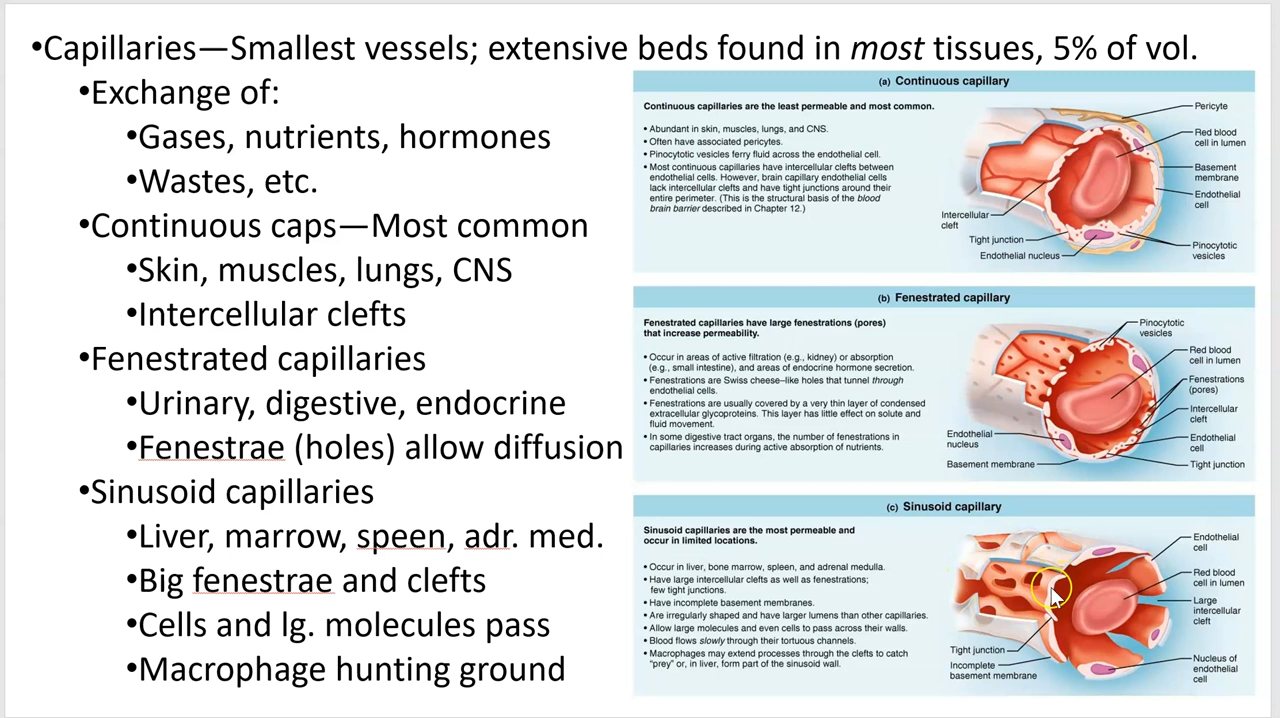 •Capillaries—Smallest vessels; extensive beds found in most tissues, 5% of vol.
•Exchange of:
•Gases, nutrients, hormones
•Wastes, etc.
•Continuous caps—Most common
•Skin, muscles, lungs, CNS
•Intercellular clefts
•Fenestrated capillaries
•Urinary, digestive, endocrine
•Fenestrae (holes) allow diffusion
•Sinusoid capillaries
•Liver, marrow, speen, adr. med.
•Big fenestrae and clefts
•Cells and lg. molecules pass
•Macrophage hunting ground
(a) Continuous capillary
Continuous capillaries are the least permeable and most common.
• Abundant in skin, muscles, lungs, and CNS.
• Often have associated pericytes.
• Pinocytotic vesicles ferry fluid across the endothelial cell.
• Most continuous capillaries have intercellular clefts between
endothelial cells. However, brain capillary endothelial cells
lack intercellular clefts and have tight junctions around their
entire perimeter. (This is the structural basis of the blood
brain barrier described in Chapter 12.)
Pericyte
Red blood
cell in lumen
Basement
membrane
Endothelial
cell
Intercellular
cleft
Tight junction
Endothelial nucleus
Pinocytotic
vesicles
(b) Fenestrated capillary
Fenestrated capillaries have large fenestrations (pores)
that increase permeability.
• Occur in areas of active filtration (e.g., kidney) or absorption
(e.g., small intestine), and areas of endocrine hormone secretion.
• Fenestrations are Swiss cheese–like holes that tunnel through
endothelial cells.
• Fenestrations are usually covered by a very thin layer of condensed
extracellular glycoproteins. This layer has little effect on solute and
fluid movement.
• In some digestive tract organs, the number of fenestrations in
capillaries increases during active absorption of nutrients.
Pinocytotic
vesicles
Red blood
cell in lumen
Fenestrations
(pores)
Intercellular
cleft
Endothelial
nucleus
Endothelial
cell
Basement membrane
Tight junction
(c) Sinusoid capillary
Sinusoid capillaries are the most permeable and
occur in limited locations.
• Occur in liver, bone marrow, spleen, and adrenal medulla.
• Have large intercellular clefts as well as fenestrations;
few tight junctions.
• Have incomplete basement membranes.
• Are irregularly shaped and have larger lumens than other capillaries.
• Allow large molecules and even cells to pass across their walls.
• Blood flows slowly through their tortuous channels.
• Macrophages may extend processes through the clefts to catch
“prey” or, in liver, form part of the sinusoid wall.
Endothelial
cell
Red blood
cell in lumen
Large
intercellular
cleft
Tight junction
Incomplete
basement membrane
Nucleus of
endothelial
cell